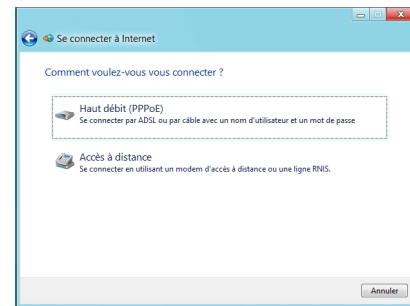 Se connecter à Internet
Comment voulez-vous vous connecter ?
Haut débit (PPPoE)
Se connecter par ADSL ou par câble avec un nom d'utilisateur et un mot de passe
Accès à distance
Se connecter en utilisant un modem d'accès à distance ou une ligne RNIS.
Annuler